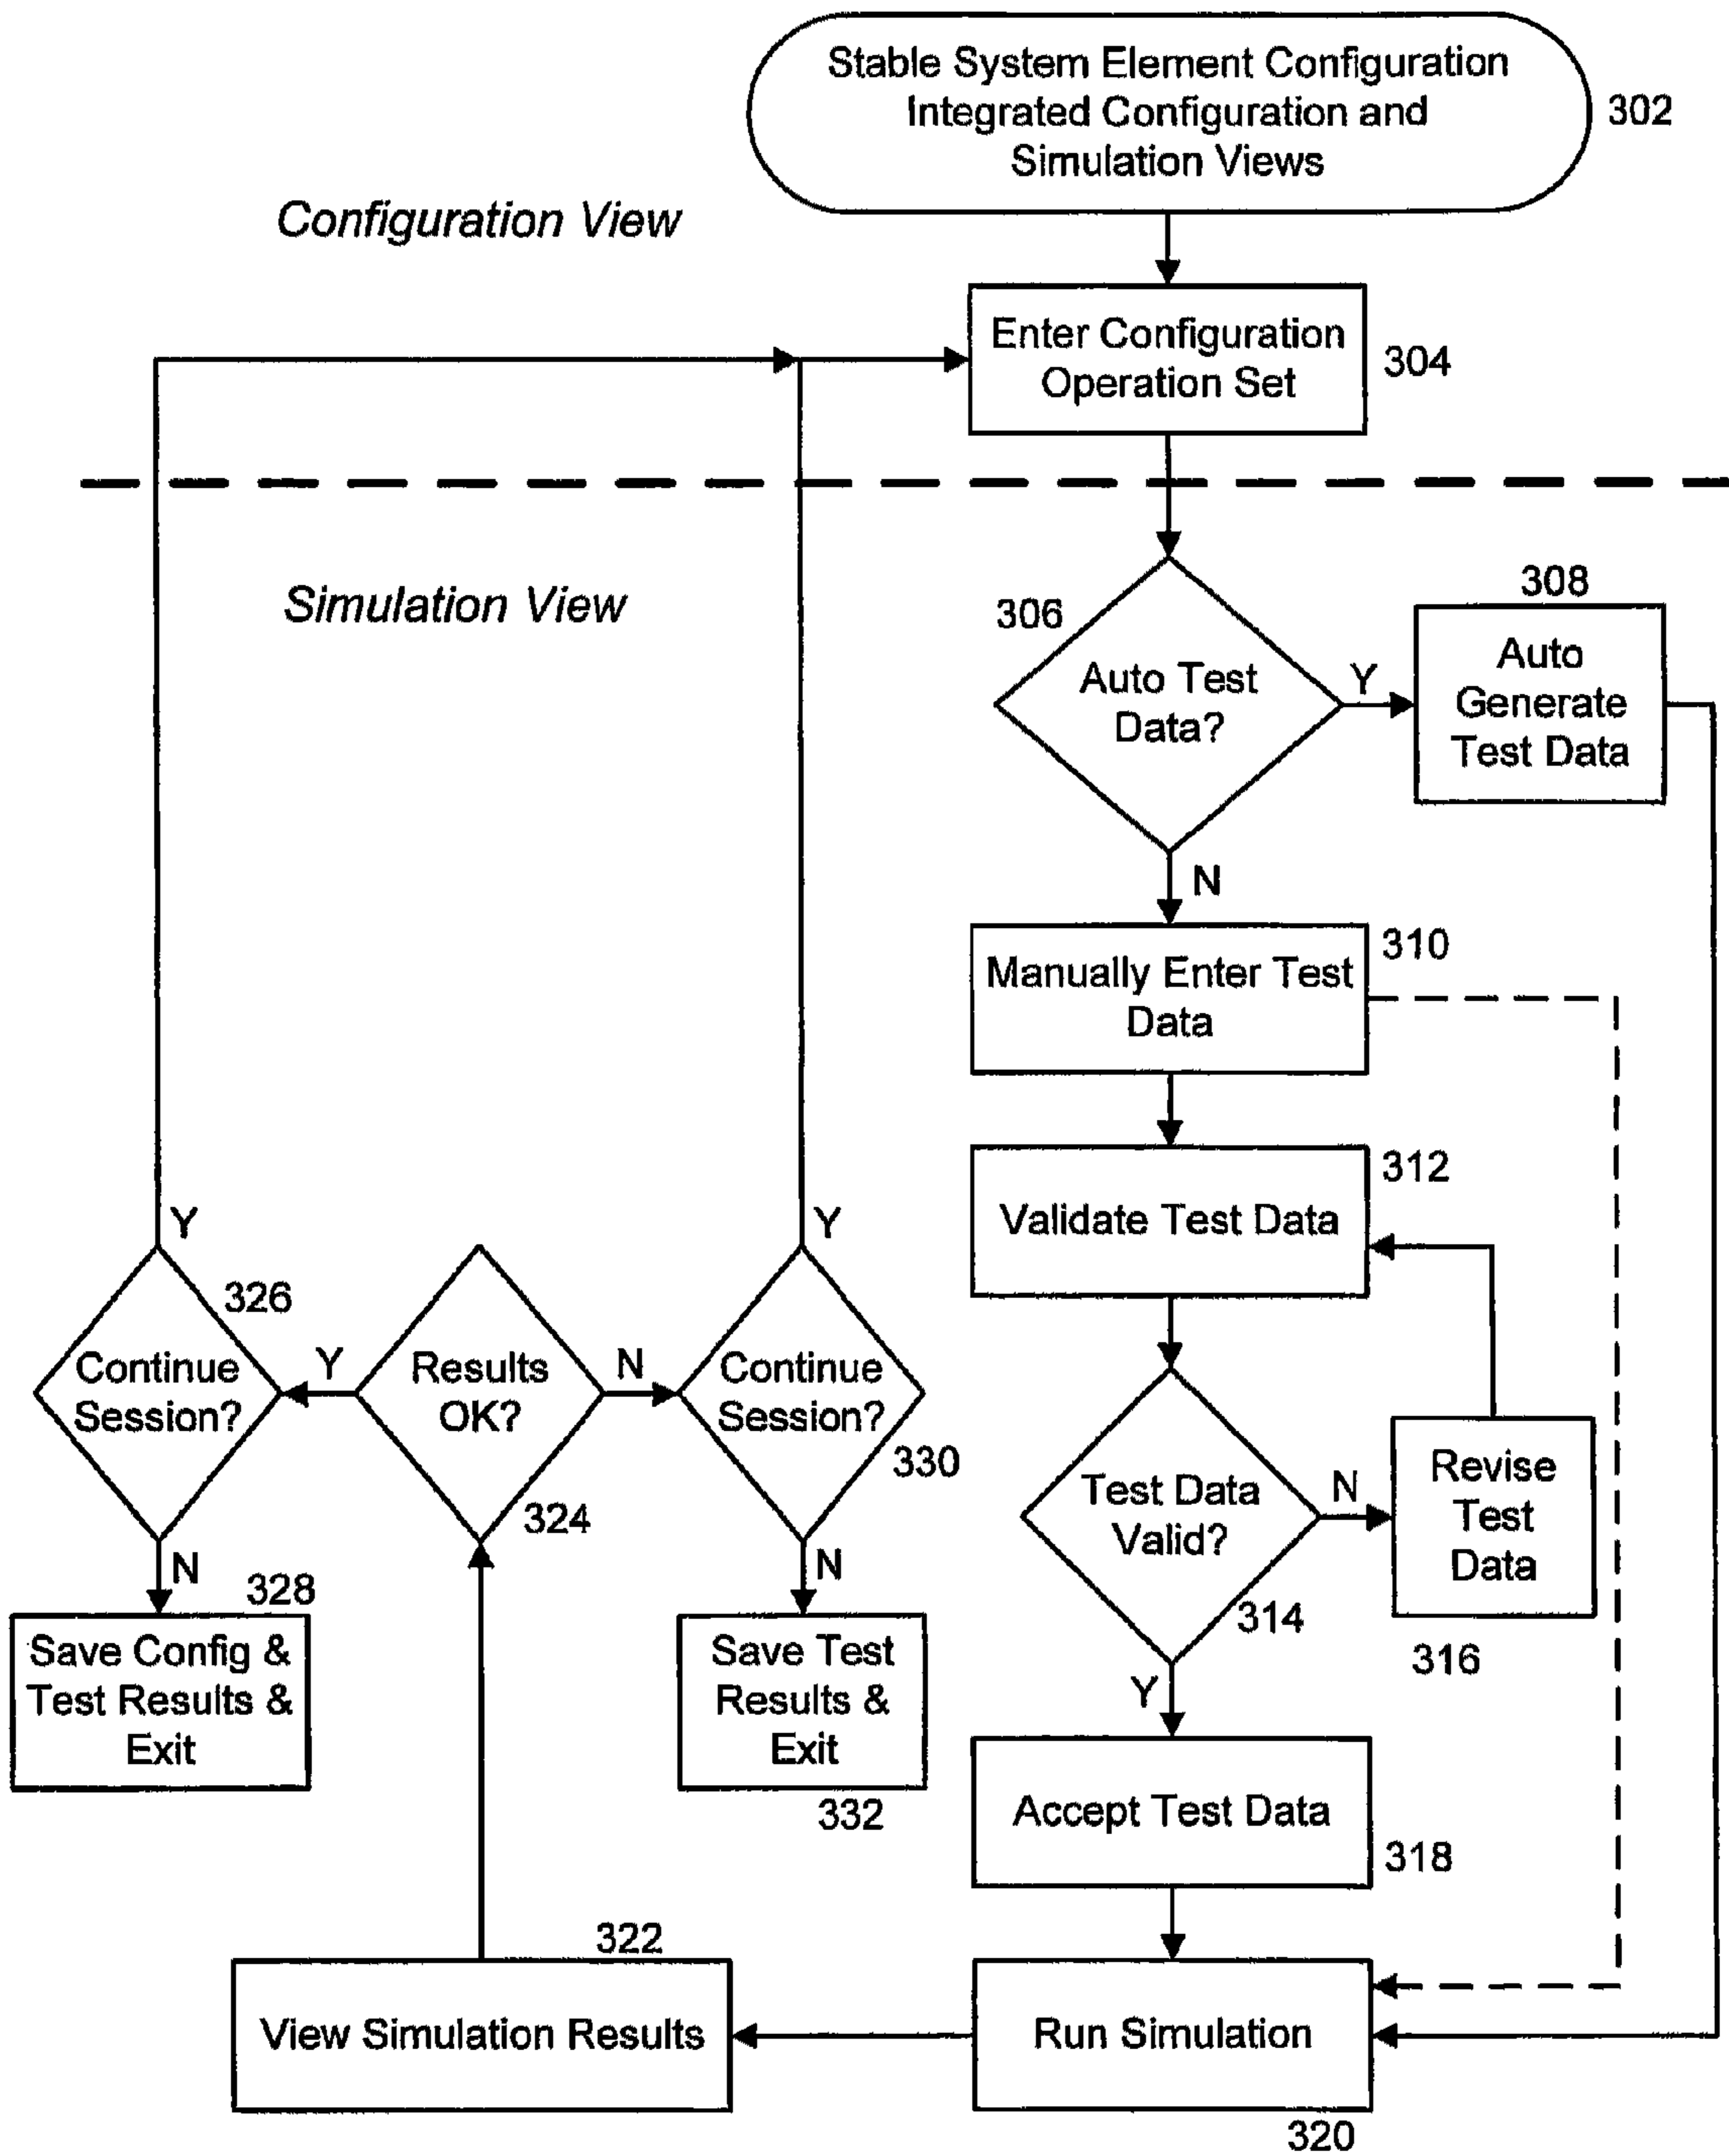 Stable System Element Configuration
Integrated Configuration and
Simulation Views
302
Configuration View
Enter Configuration
Operation Set
304
Simulation View
306
Auto Test
Data?
Y
308
Auto
Generate
Test Data
N
310
Manually Enter Test
Data
312
Validate Test Data
Test Data
Valid?
314
N
Revise
Test
Data
316
Y
Accept Test Data
318
Run Simulation
320
322
View Simulation Results
Results
OK?
324
Y
N
Y
326
Continue
Session?
N
328
Save Config &
Test Results &
Exit
Y
Continue
Session?
330
N
Save Test
Results &
Exit
332